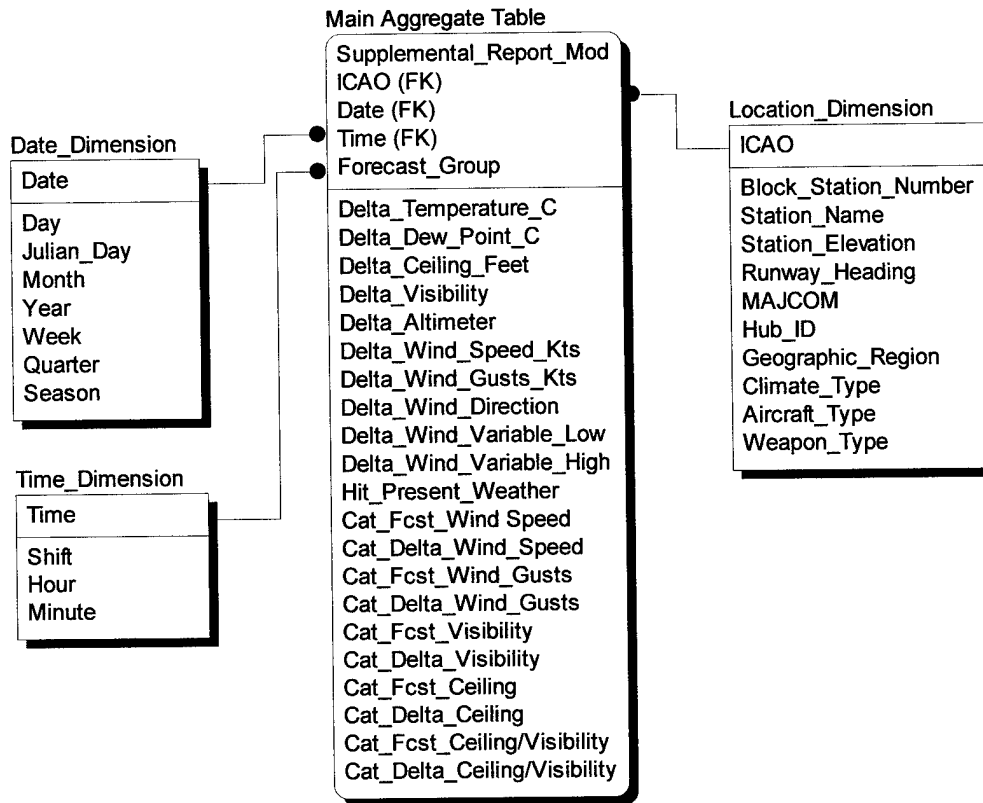 Main Aggregate Table
Supplemental_Report_Mod
ICAO (FK)
Date (FK)
Time (FK)
Forecast_Group
Delta_Temperature_C
Delta_Dew_Point_C
Delta_Ceiling_Feet
Delta_Visibility
Delta_Altimeter
Delta_Wind_Speed_Kts
Delta_Wind_Gusts_Kts
Delta_Wind_Direction
Delta_Wind_Variable_Low
Delta_Wind_Variable_High
Hit_Present_Weather
Cat_Fcst_Wind Speed
Cat_Delta_Wind_Speed
Cat_Fcst_Wind_Gusts
Cat_Delta_Wind_Gusts
Cat_Fcst_Visibility
Cat_Delta_Visibility
Cat_Fcst_Ceiling
Cat_Delta_Ceiling
Cat_Fcst_Ceiling/Visibility
Cat_Delta_Ceiling/Visibility
Date_Dimension
Date
Day
Julian_Day
Month
Year
Week
Quarter
Season
Time_Dimension
Time
Shift
Hour
Minute
Location_Dimension
ICAO
Block_Station_Number
Station_Name
Station_Elevation
Runway_Heading
MAJCOM
Hub_ID
Geographic_Region
Climate_Type
Aircraft_Type
Weapon_Type